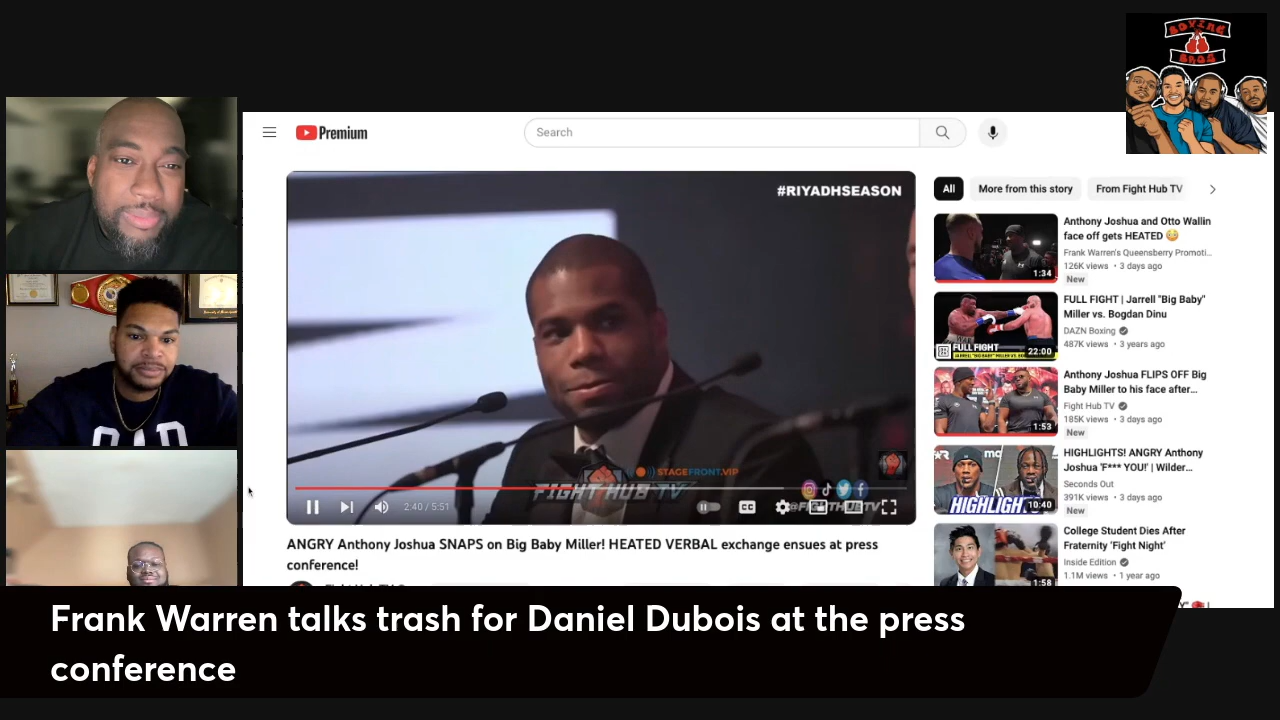 BOXING
BROS
Premium
Search
#RIYADHSEASON
STAGEFRONT.VIP
FIGHT HUB TV
@FIGHTHUBTV
2:40 / 5:51
CC
ANGRY Anthony Joshua SNAPS on Big Baby Miller! HEATED VERBAL exchange ensues at press
conference!
All
More from this story
From Fight Hub TV
1:34
Anthony Joshua and Otto Wallin
face off gets HEATED 😳
Frank Warren's Queensberry Promoti...
126K views • 3 days ago
New
FULL FIGHT
22:00
FULL FIGHT | Jarrell "Big Baby"
Miller vs. Bogdan Dinu
DAZN Boxing
487K views • 3 years ago
1:53
Anthony Joshua FLIPS OFF Big
Baby Miller to his face after...
Fight Hub TV
185K views • 3 days ago
New
HIGHLIGHT
10:40
HIGHLIGHTS! ANGRY Anthony
Joshua 'F*** YOU!' | Wilder...
Seconds Out
391K views • 3 days ago
New
1:58
College Student Dies After
Fraternity 'Fight Night'
Inside Edition
1.1M views • 1 year ago
Frank Warren talks trash for Daniel Dubois at the press
conference